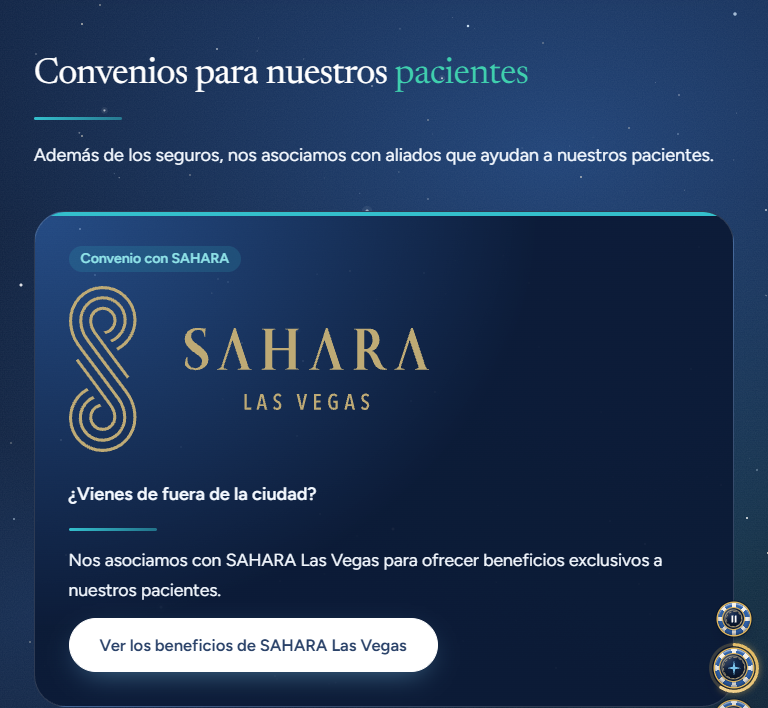 Convenios para nuestros pacientes
Además de los seguros, nos asociamos con aliados que ayudan a nuestros pacientes.
Convenio con SAHARA
SAHARA
LAS VEGAS
¿Vienes de fuera de la ciudad?
Nos asociamos con SAHARA Las Vegas para ofrecer beneficios exclusivos a
nuestros pacientes.
Ver los beneficios de SAHARA Las Vegas